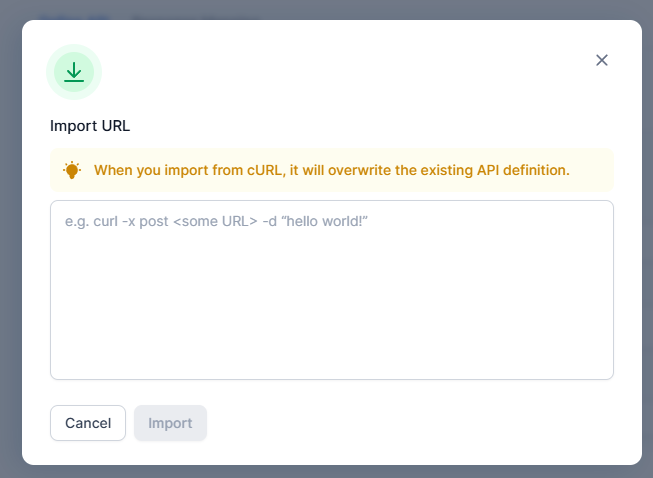 Import URL
When you import from cURL, it will overwrite the existing API definition.
e.g. curl -x post <some URL> -d “hello world!”
Cancel
Import